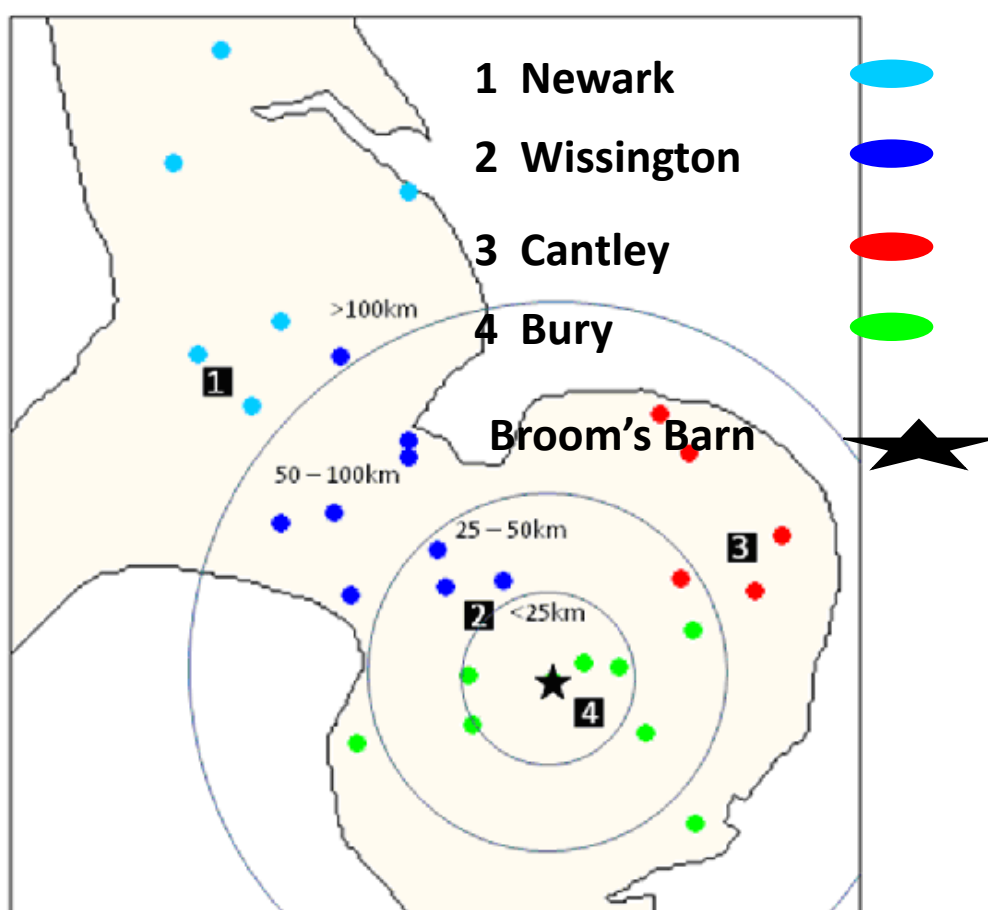 1 Newark
2 Wissington
3 Cantley
>100km
4 Bury
1
Broom's Barn
50 – 100km
25 – 50km
3
2
<25km
4